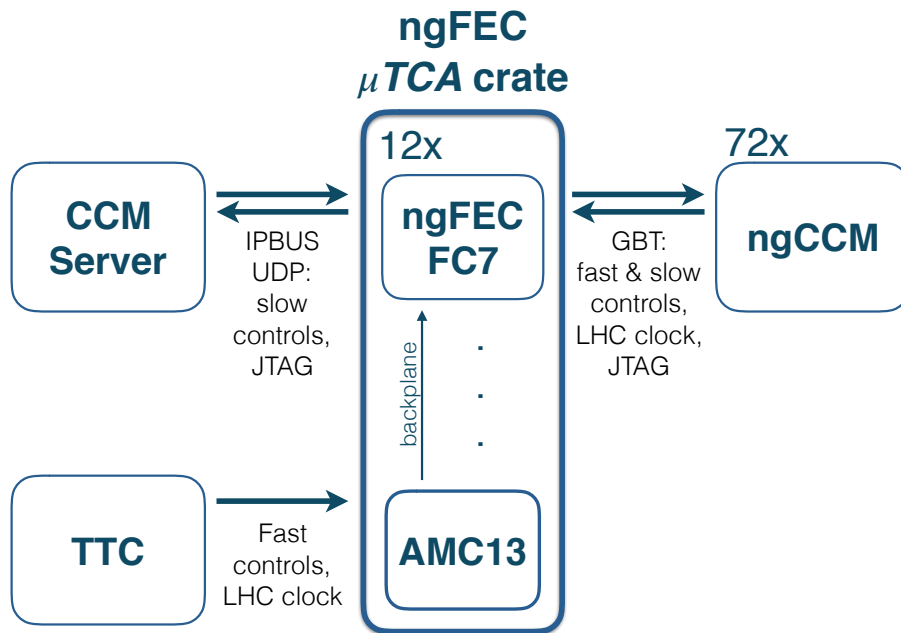 ngFEC
μTCA crate
12x
72x
CCM
Server
IPBUS
UDP:
slow
controls,
JTAG
ngFEC
FC7
GBT:
fast & slow
controls,
LHC clock,
JTAG
ngCCM
backplane
TTC
Fast
controls,
LHC clock
AMC13